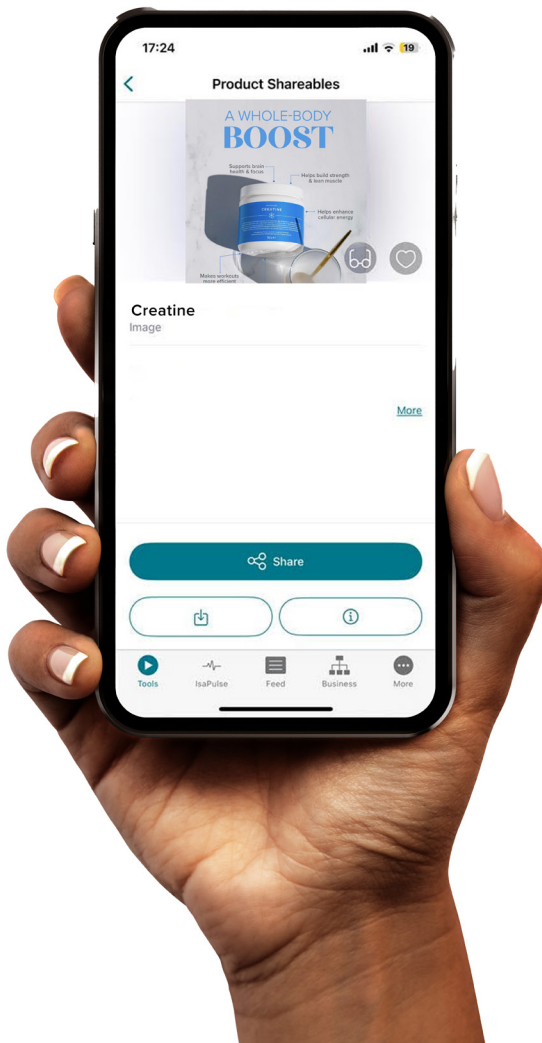 17:24
19
Product Shareables
A WHOLE-BODY
BOOST
Supports brain
health & focus
Helps build strength
& lean muscle
CREATINE
Helps enhance
cellular energy
Makes workouts
more efficient
Creatine
Image
More
Share
Tools
IsaPulse
Feed
Business
More